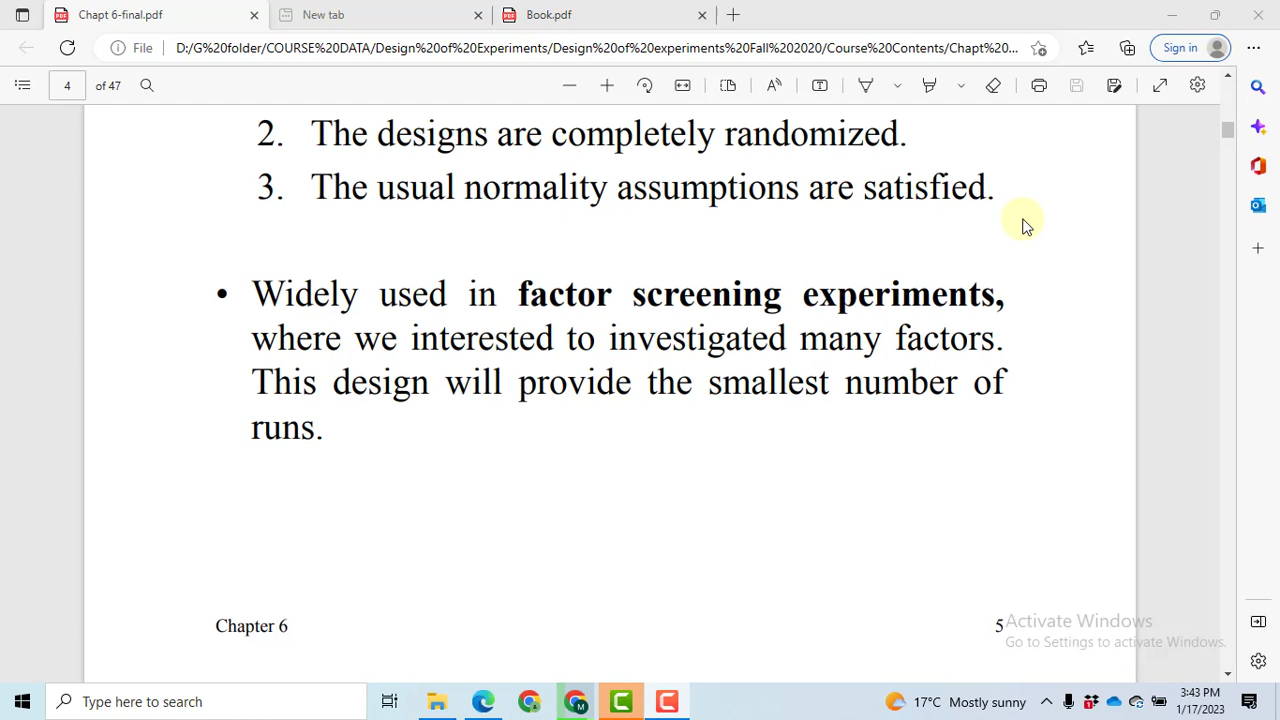 Chapt 6-final.pdf
New tab
Book.pdf
File
D:/G%20folder/COURSE%20DATA/Design%20of%20Experiments/Design%20of%20experiments%20Fall%202020/Course%20Contents/Chapt%20...
Sign in
4 of 47
2. The designs are completely randomized.
3. The usual normality assumptions are satisfied.
• Widely used in factor screening experiments,
where we interested to investigated many factors.
This design will provide the smallest number of
runs.
Chapter 6
5
Activate Windows
Go to Settings to activate Windows.
Type here to search
17°C Mostly sunny
3:43 PM
1/17/2023